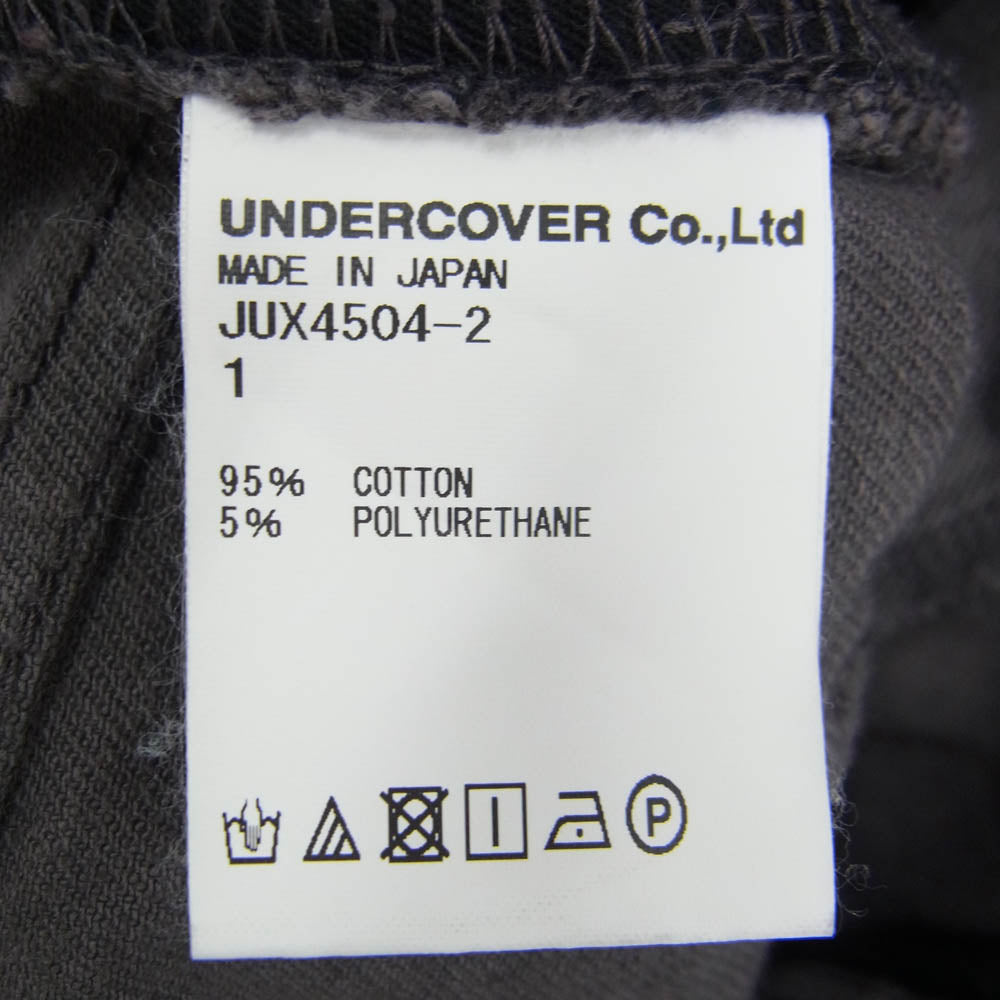 UNDERCOVER Co.,Ltd
MADE IN JAPAN
JUX4504-2
1
95% COTTON
5% POLYURETHANE
P